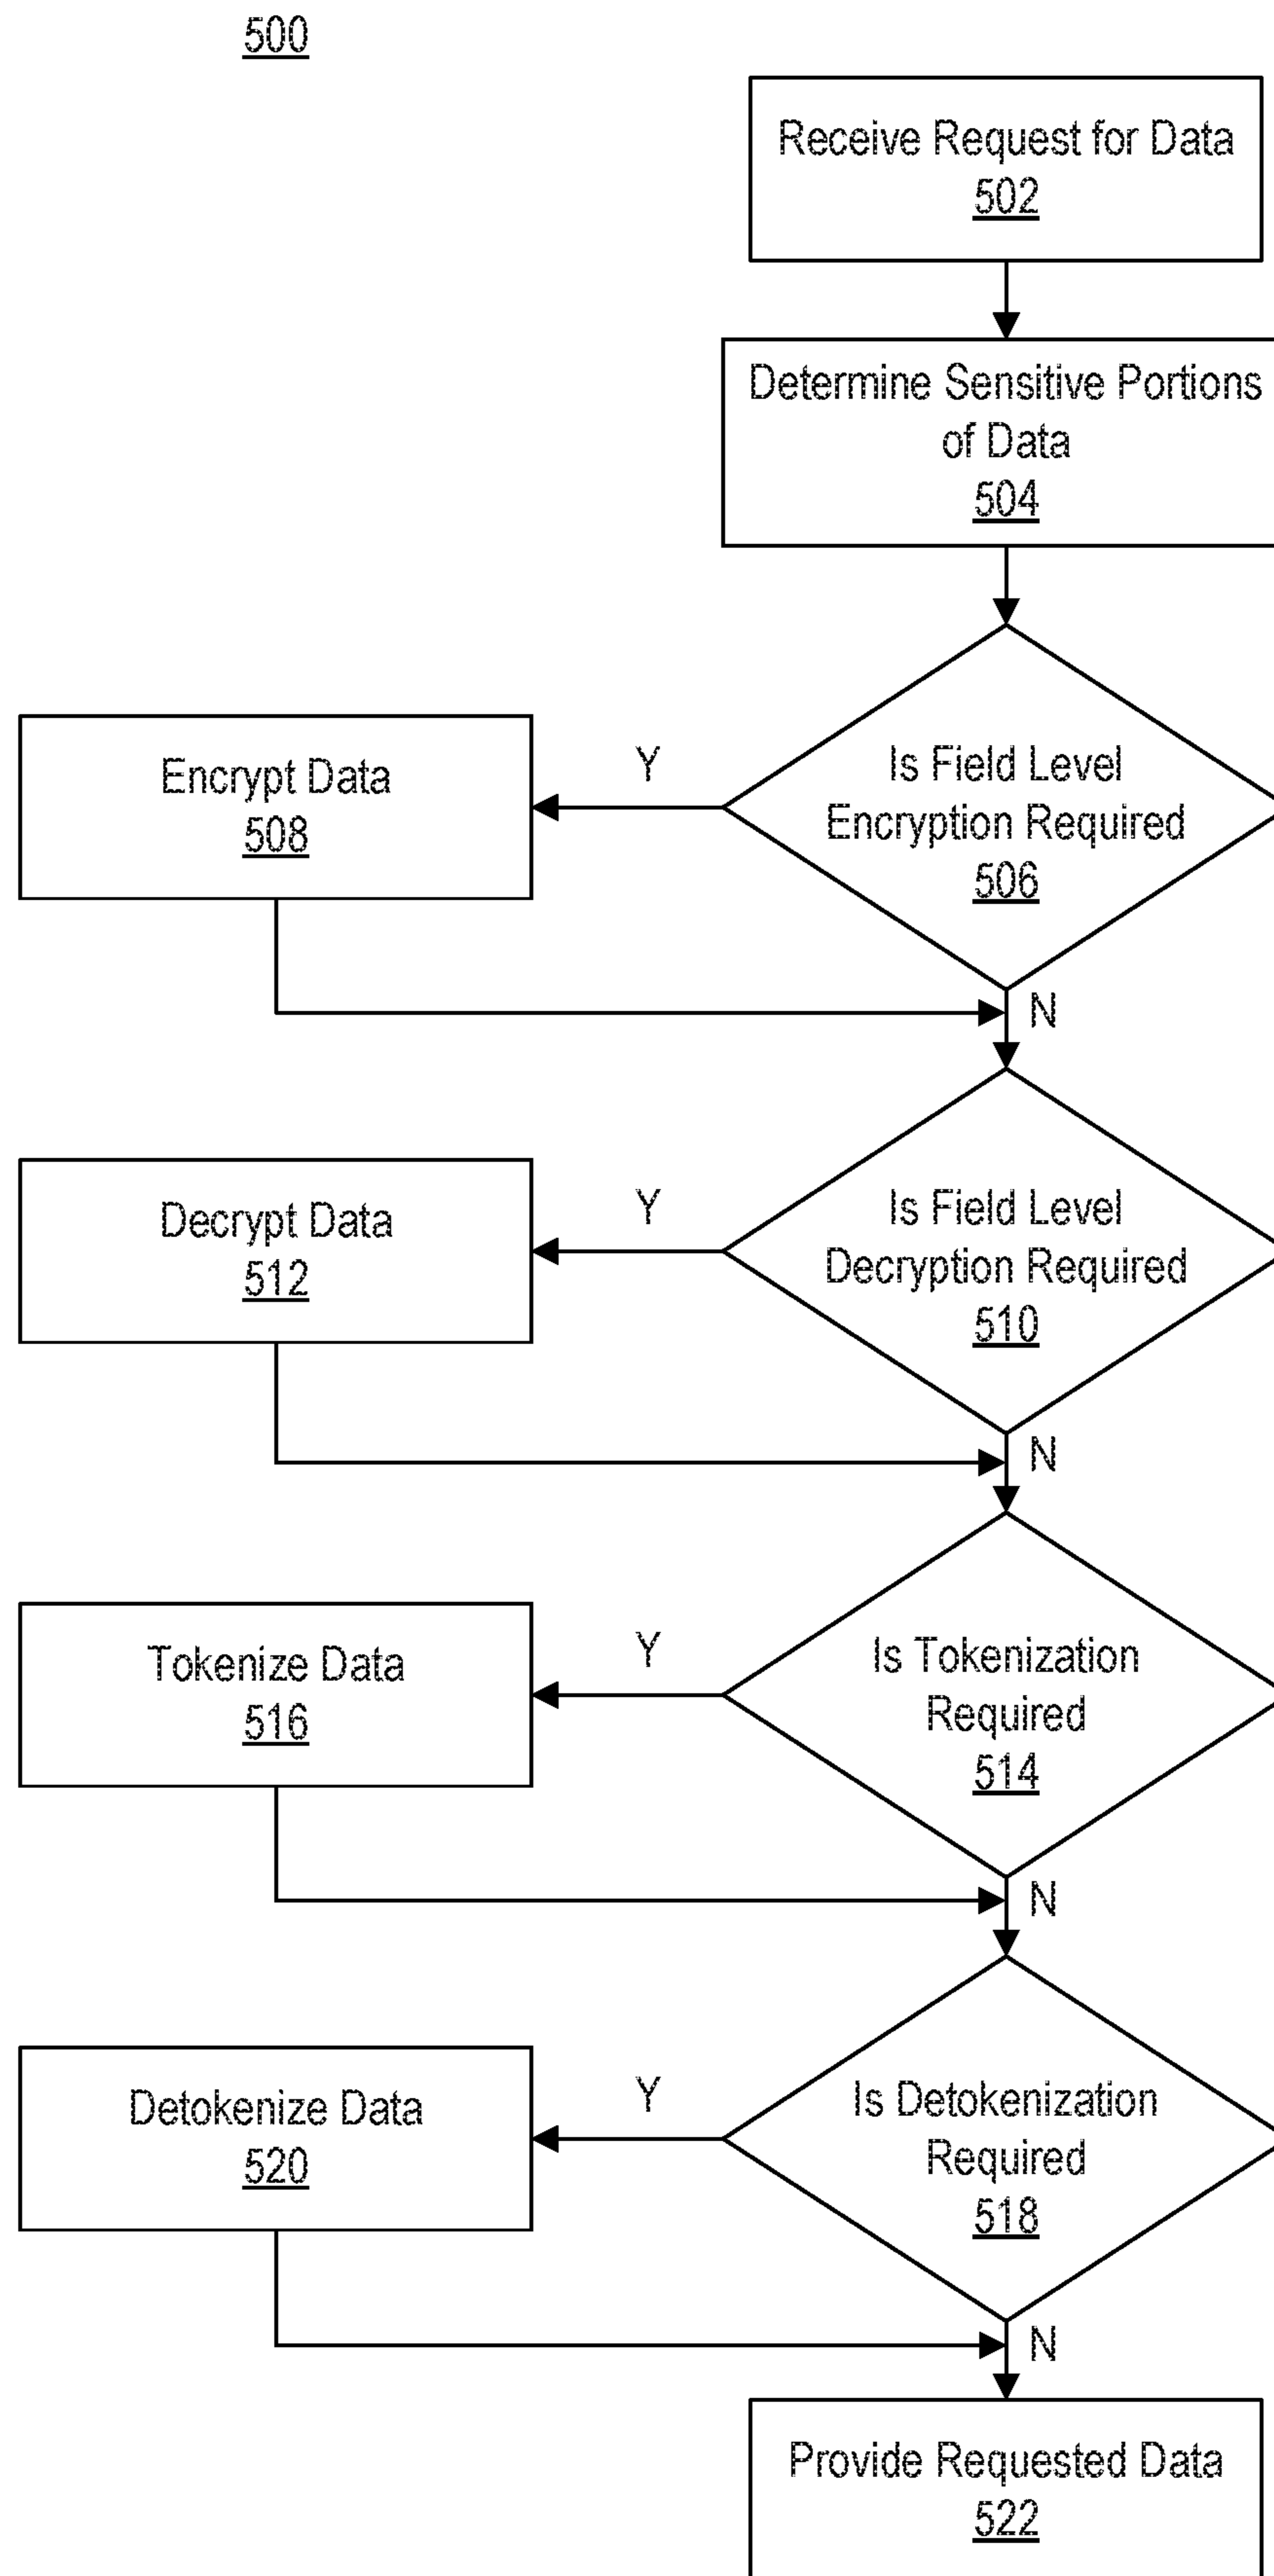 500
Receive Request for Data
502
Determine Sensitive Portions
of Data
504
Is Field Level
Encryption Required
506
Y
Encrypt Data
508
N
Is Field Level
Decryption Required
510
Y
Decrypt Data
512
N
Is Tokenization
Required
514
Y
Tokenize Data
516
N
Is Detokenization
Required
518
Y
Detokenize Data
520
N
Provide Requested Data
522